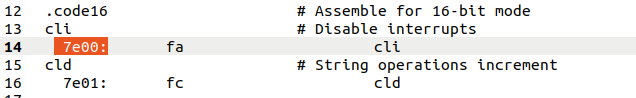 12 .code16 # Assemble for 16-bit mode
13 cli # Disable interrupts
14 7e00: fa cli
15 cld # String operations increment
16 7e01: fc cld